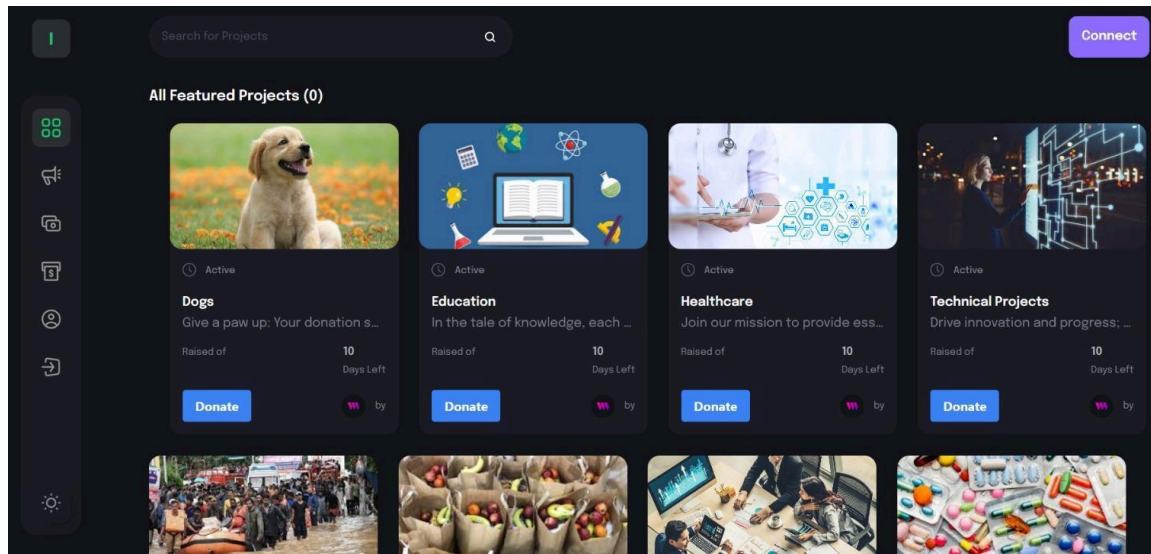 Search for Projects
Connect
All Featured Projects (0)
Active
Dogs
Give a paw up: Your donation s...
Raised of
10
Days Left
Donate
by
Active
Education
In the tale of knowledge, each ...
Raised of
10
Days Left
Donate
by
Active
Healthcare
Join our mission to provide ess...
Raised of
10
Days Left
Donate
by
Active
Technical Projects
Drive innovation and progress; ...
Raised of
10
Days Left
Donate
by